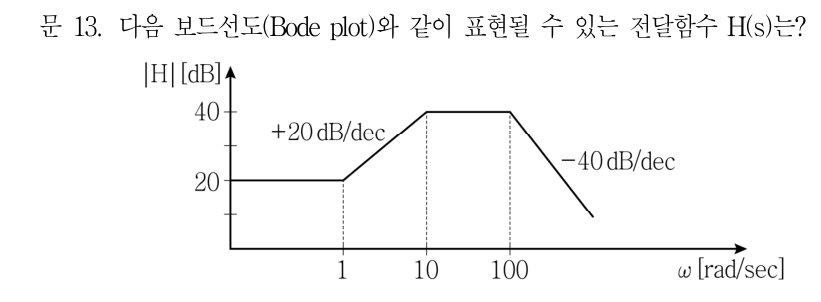 문 13. 다음 보드선도(Bode plot)와 같이 표현될 수 있는 전달함수 H(s)는?
|H| [dB]
40
+20 dB/dec
-40 dB/dec
20
1 10 100 ω [rad/sec]